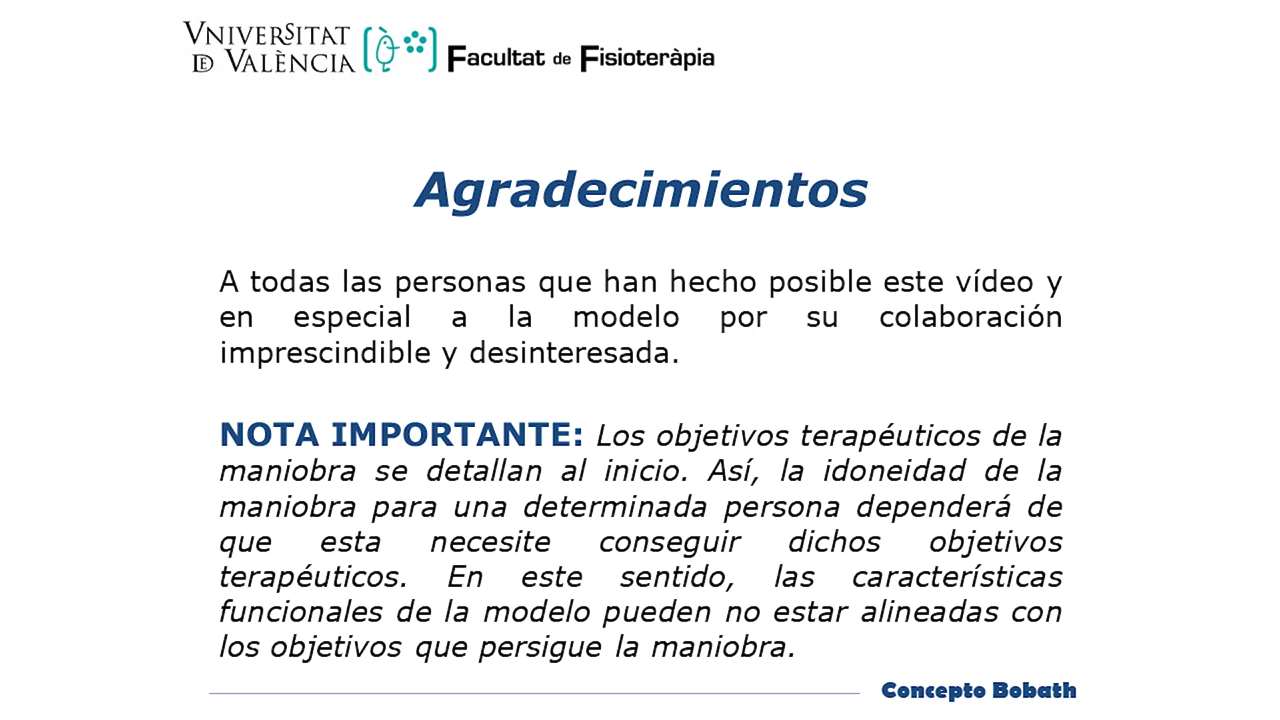 VNIVERSITAT
DE VALÈNCIA
Facultat de Fisioteràpia
Agradecimientos
A todas las personas que han hecho posible este vídeo y
en especial a la modelo por su colaboración
imprescindible y desinteresada.
NOTA IMPORTANTE: Los objetivos terapéuticos de la
maniobra se detallan al inicio. Así, la idoneidad de la
maniobra para una determinada persona dependerá de
que esta necesite conseguir dichos objetivos
terapéuticos. En este sentido, las características
funcionales de la modelo pueden no estar alineadas con
los objetivos que persigue la maniobra.
Concepto Bobath